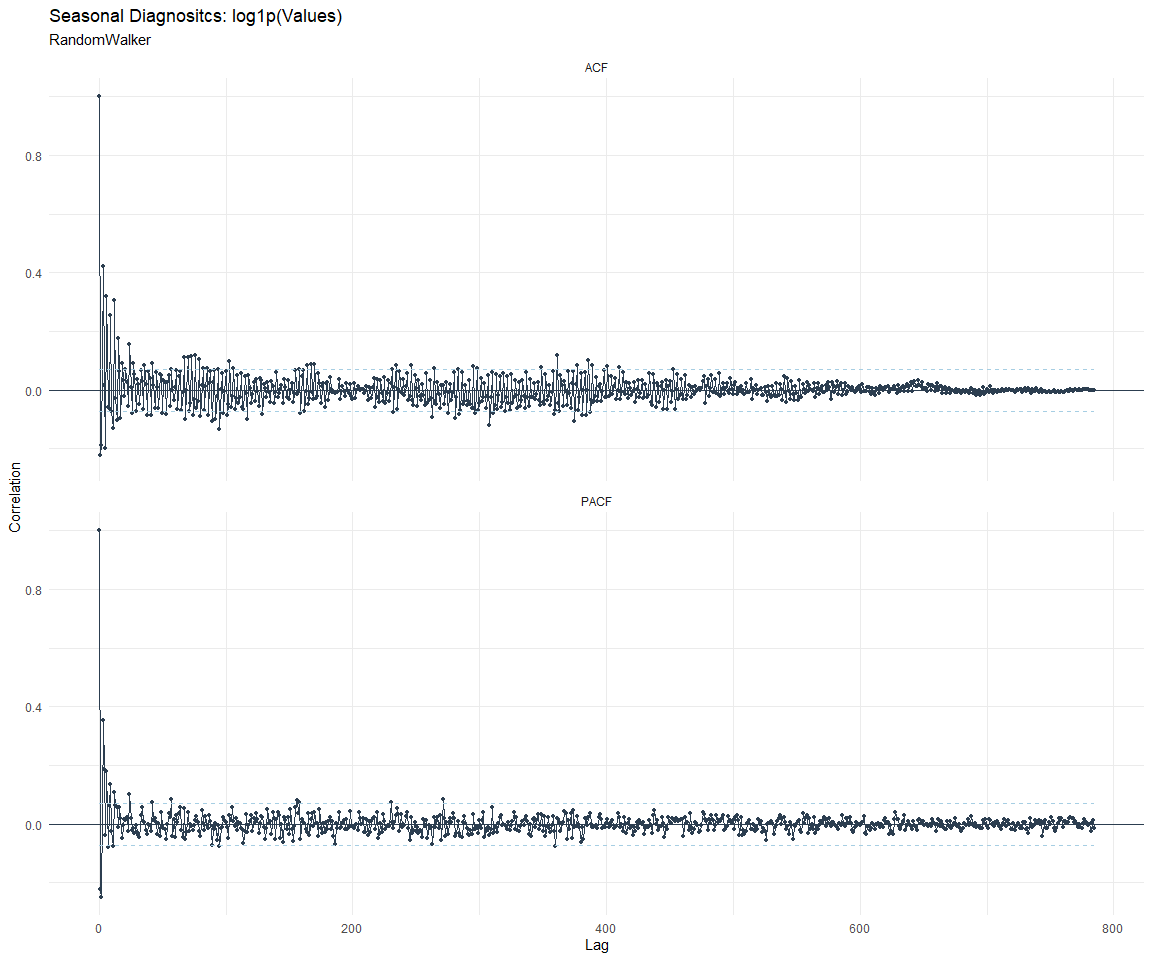 Seasonal Diagnositcs: log1p(Values)
RandomWalker
ACF
0.8
0.4
0.0
Correlation
PACF
0.8
0.4
0.0
0 200 400 600 800
Lag